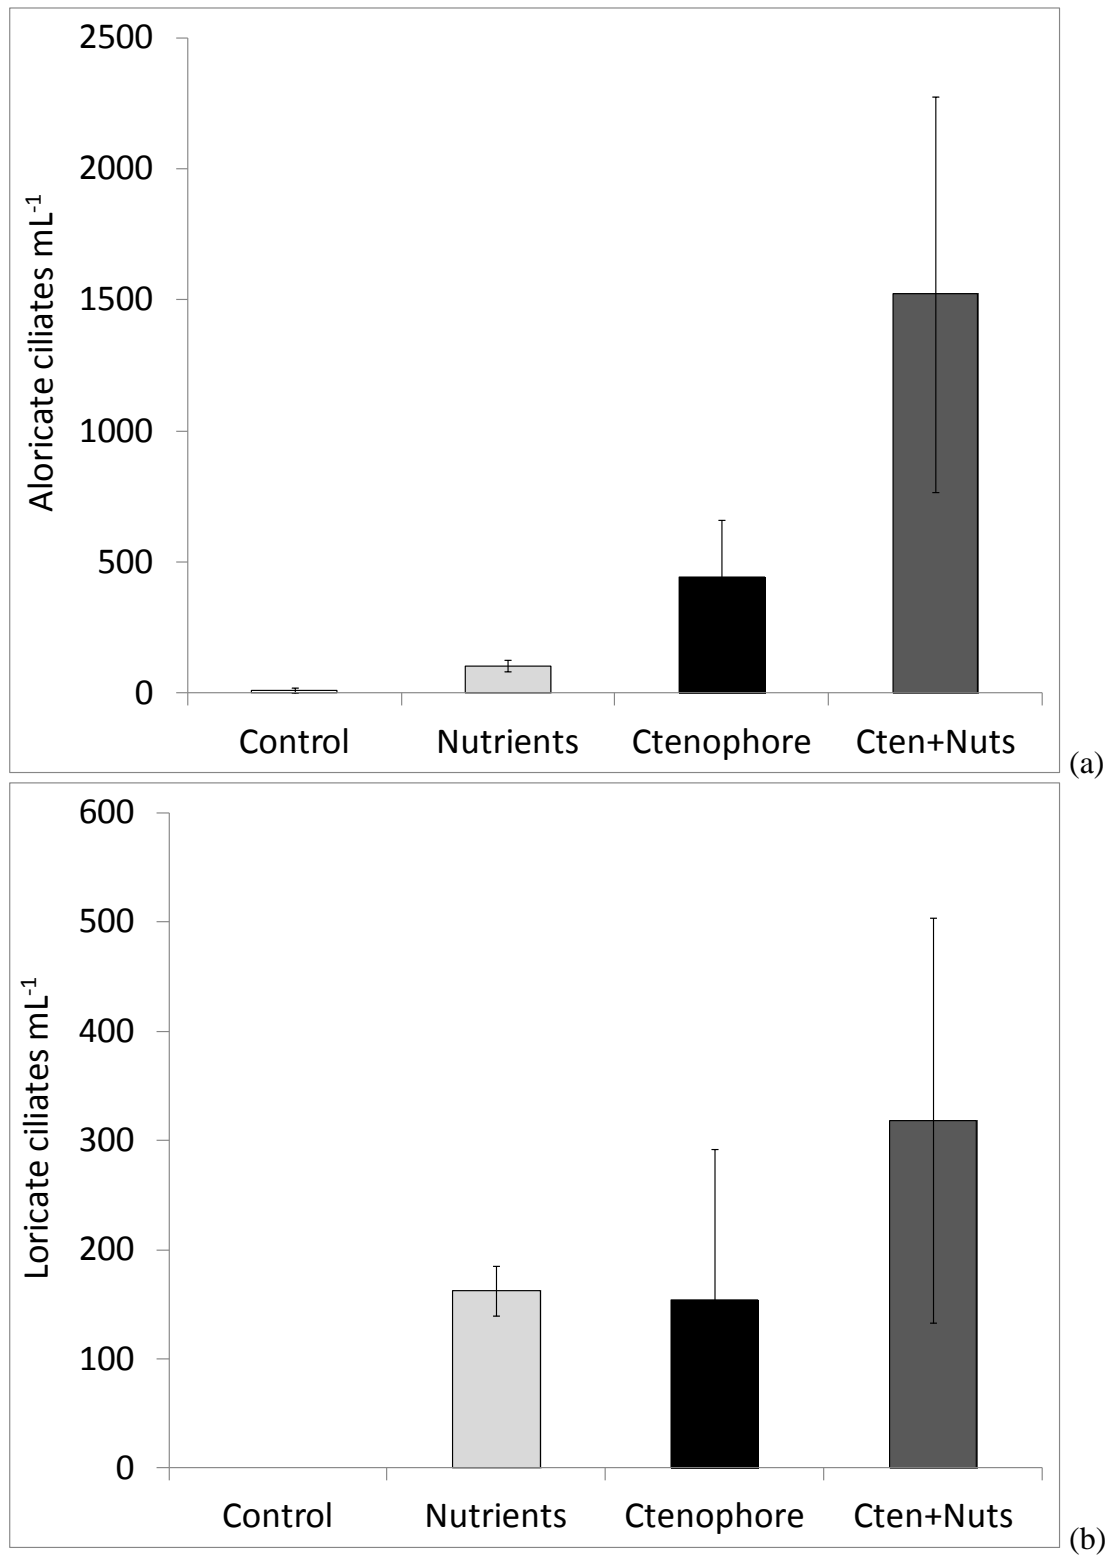 2500
2000
1500
1000
500
0
Aloricate ciliates mL⁻¹
Control Nutrients Ctenophore Cten+Nuts
(a)
600
500
400
300
200
100
0
Loricate ciliates mL⁻¹
Control Nutrients Ctenophore Cten+Nuts
(b)